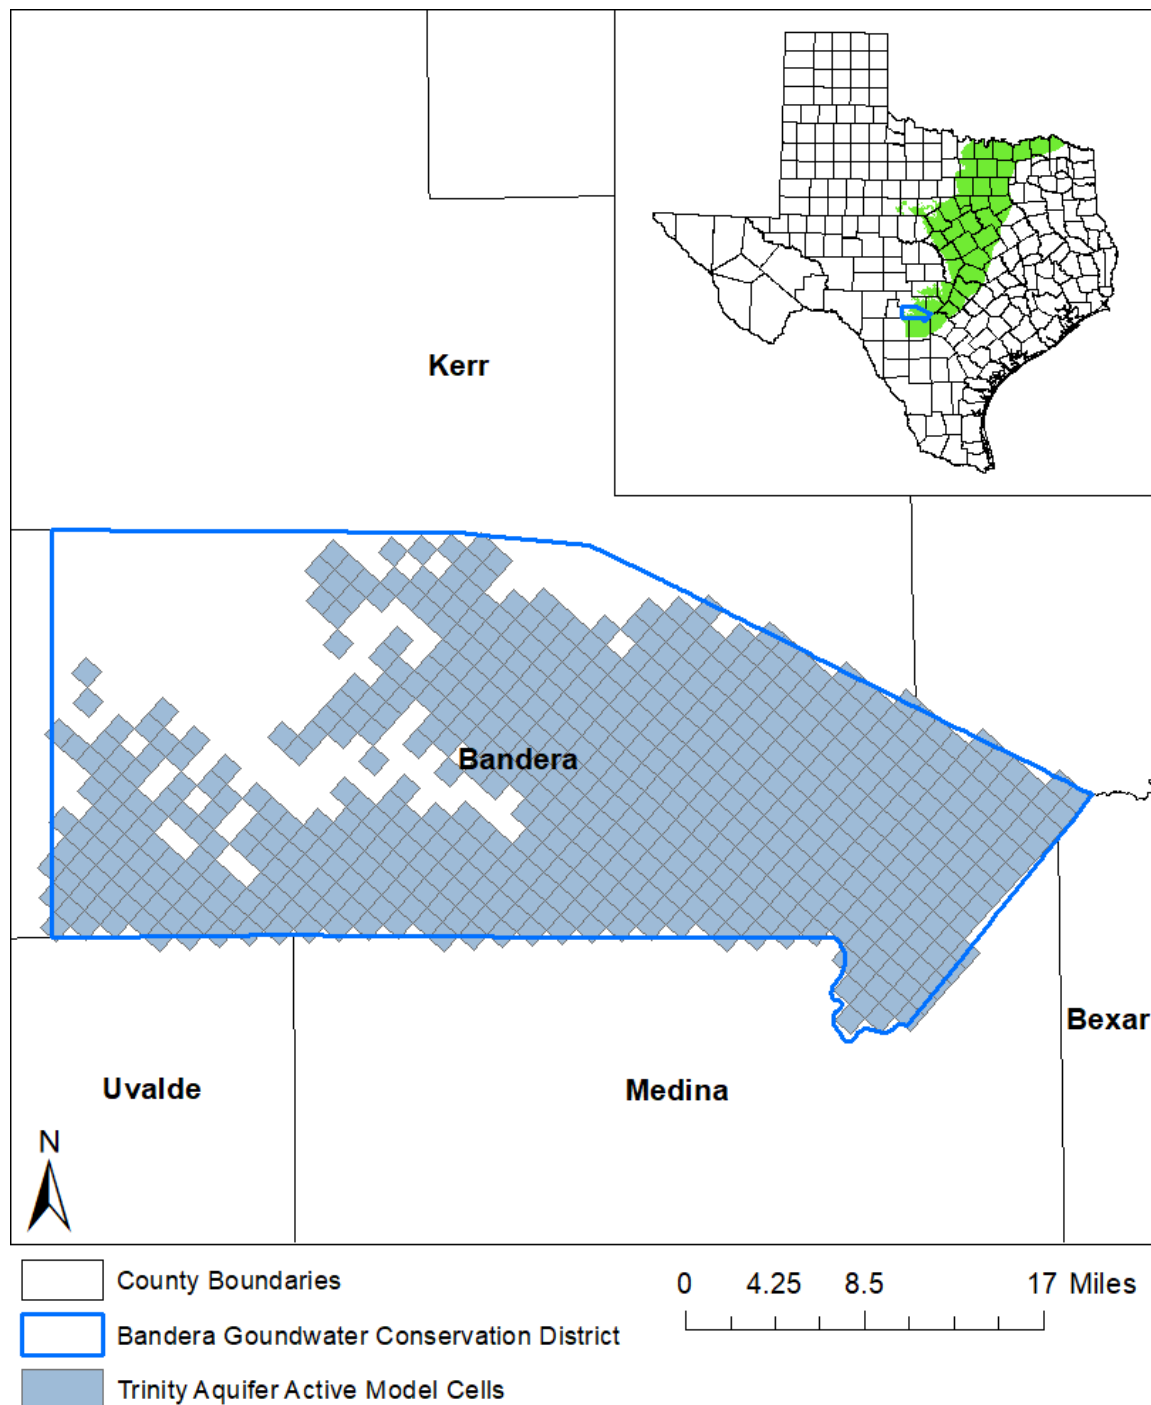 Kerr
Bandera
Bexar
Uvalde
Medina
N
County Boundaries
0 4.25 8.5 17 Miles
Bandera Goundwater Conservation District
Trinity Aquifer Active Model Cells